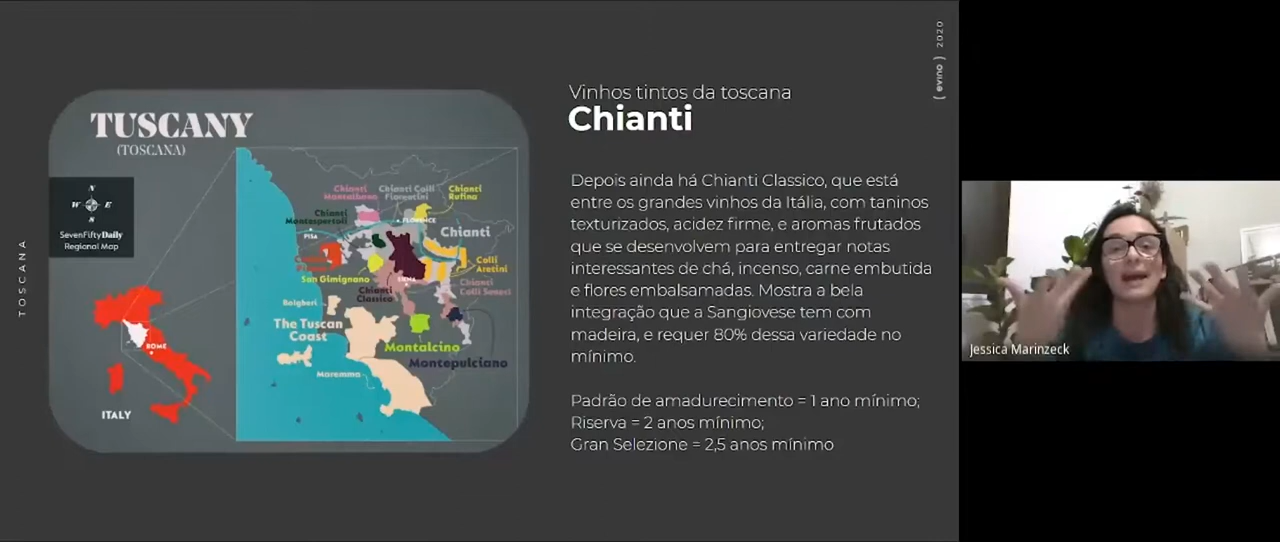 TOSCANA
TUSCANY
(TOSCANA)
N
W E
S
SevenFiftyDaily
Regional Map
ROME
ITALY
Chianti
Montalbano
Chianti Colli
Fiorentini
Chianti
Rufina
Chianti
Montespertoli
FLORENCE
PISA
Chianti
San Gimignano
Colli
Aretini
SIENA
Chianti
Classico
Chianti
Colli Senesi
Bolgheri
The Tuscan
Coast
Montalcino
Montepulciano
Maremma
Vinhos tintos da toscana
Chianti
Depois ainda há Chianti Classico, que está
entre os grandes vinhos da Itália, com taninos
texturizados, acidez firme, e aromas frutados
que se desenvolvem para entregar notas
interessantes de chá, incenso, carne embutida
e flores embalsamadas. Mostra a bela
integração que a Sangiovese tem com
madeira, e requer 80% dessa variedade no
mínimo.
Padrão de amadurecimento = 1 ano mínimo;
Riserva = 2 anos mínimo;
Gran Selezione = 2,5 anos mínimo
( evino ) 2020
Jessica Marinzeck